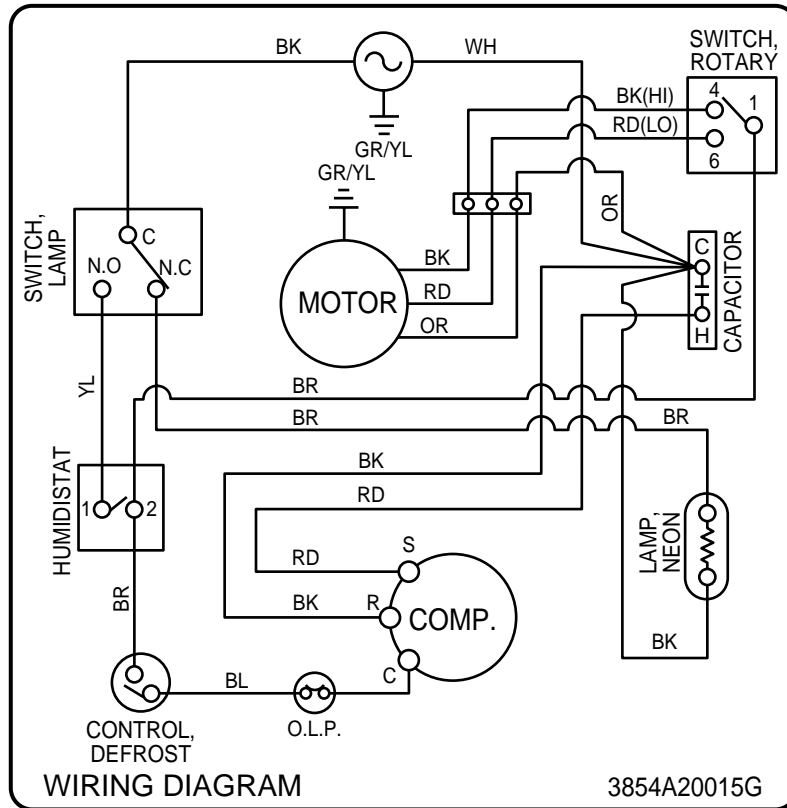 BK
WH
SWITCH,
ROTARY
BK(HI)
4
1
RD(LO)
6
GR/YL
GR/YL
OR
SWITCH,
LAMP
C
N.O
N.C
BK
MOTOR
RD
OR
C
H
CAPACITOR
YL
BR
BR
BR
HUMIDISTAT
1
2
BK
RD
LAMP,
NEON
RD
S
BK
R
COMP.
C
BR
BK
BL
O.L.P.
CONTROL,
DEFROST
WIRING DIAGRAM
3854A20015G